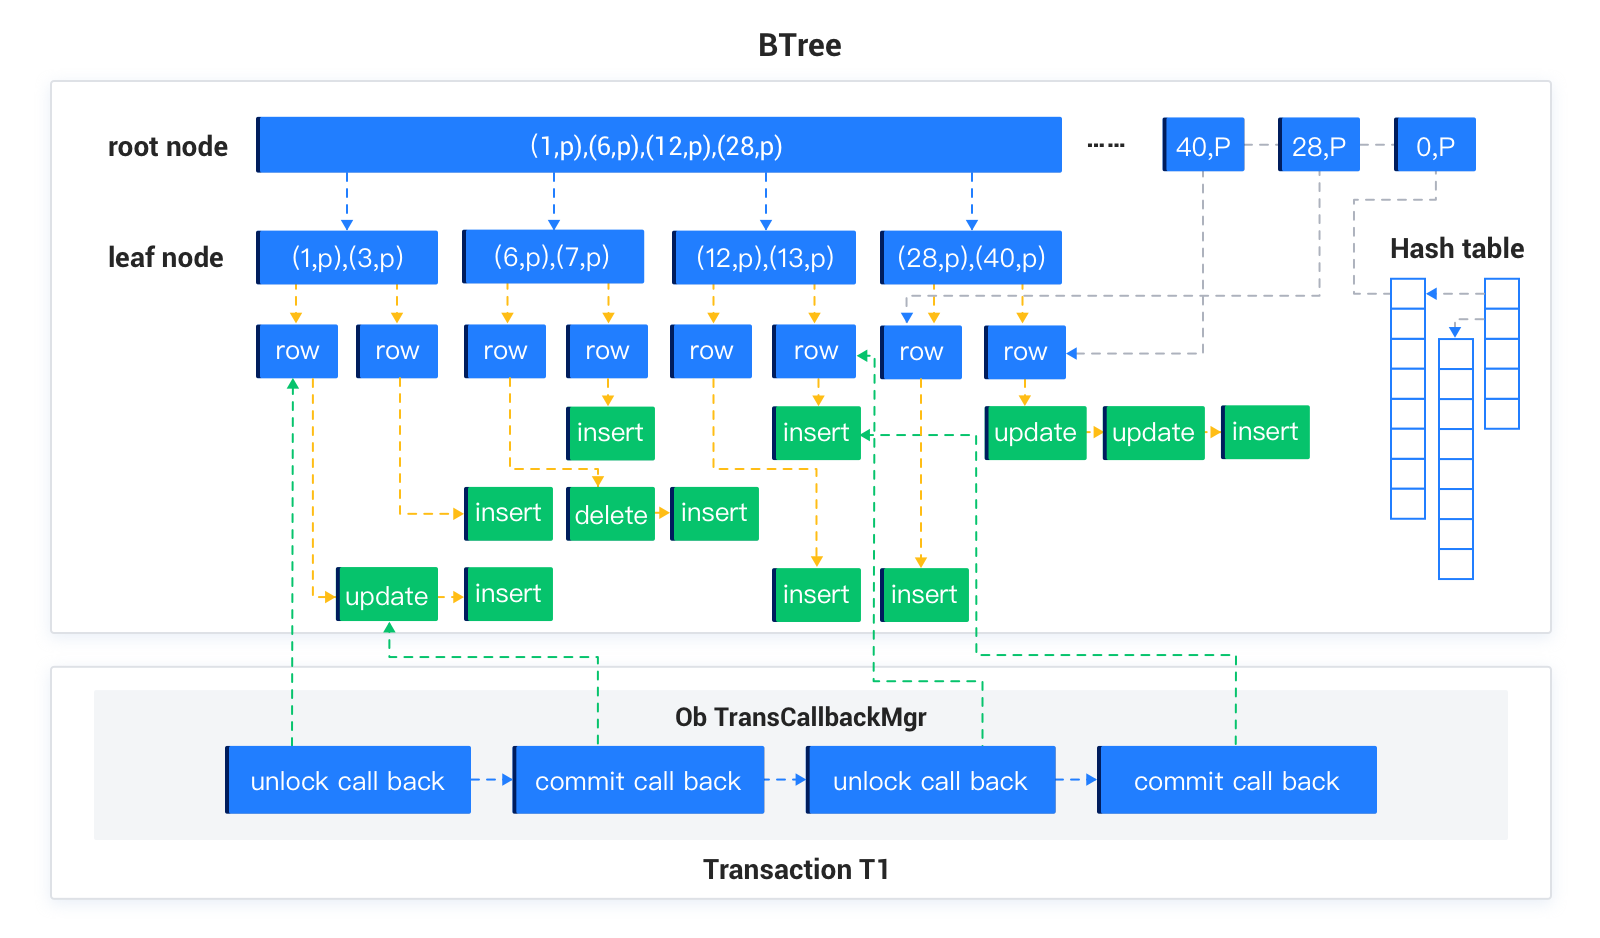 BTree
root node
(1,p),(6,p),(12,p),(28,p)
......
40,P
28,P
0,P
leaf node
(1,p),(3,p)
(6,p),(7,p)
(12,p),(13,p)
(28,p),(40,p)
Hash table
row
row
row
row
row
row
row
row
insert
insert
update
update
insert
insert
delete
insert
update
insert
insert
insert
Ob TransCallbackMgr
unlock call back
commit call back
unlock call back
commit call back
Transaction T1